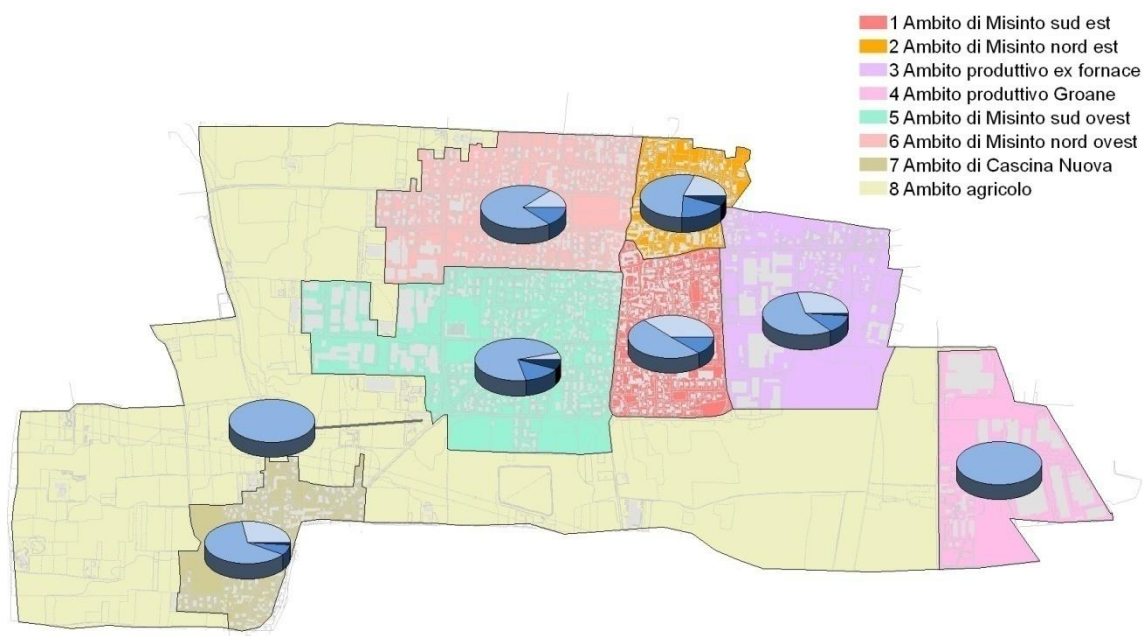 1 Ambito di Misinto sud est
2 Ambito di Misinto nord est
3 Ambito produttivo ex fornace
4 Ambito produttivo Groane
5 Ambito di Misinto sud ovest
6 Ambito di Misinto nord ovest
7 Ambito di Cascina Nuova
8 Ambito agricolo